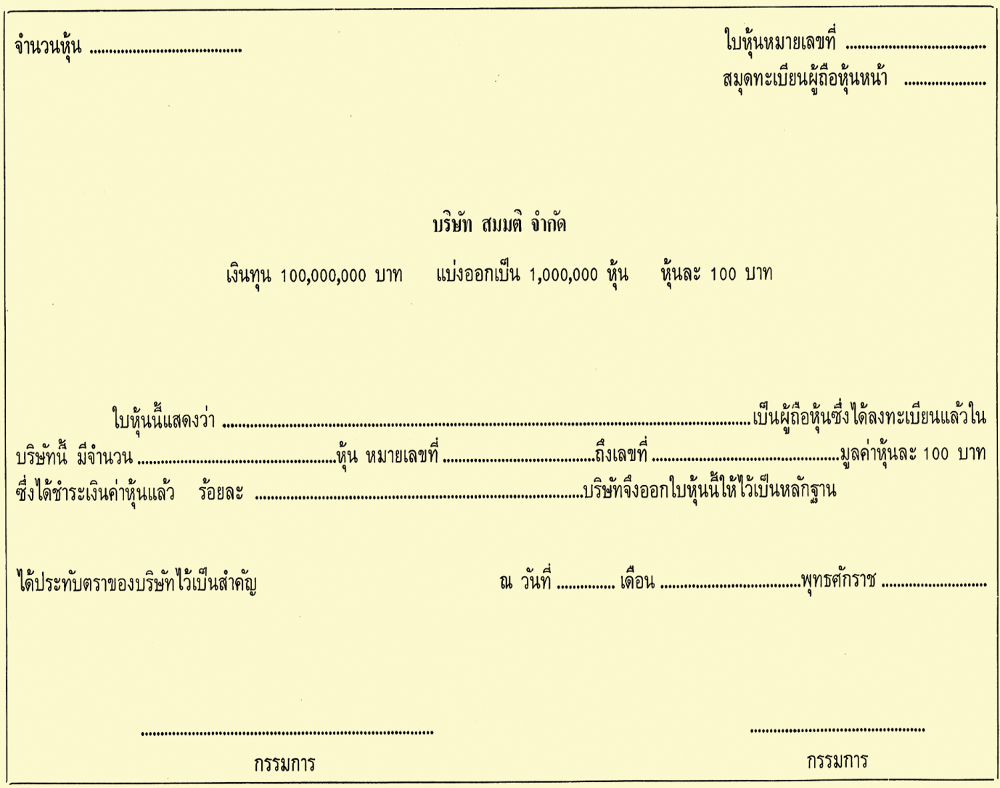 จำนวนหุ้น ........................................ ใบหุ้นหมายเลขที่ ....................................
สมุดทะเบียนผู้ถือหุ้นหน้า .....................
บริษัท สมมติ จำกัด
เงินทุน 100,000,000 บาท แบ่งออกเป็น 1,000,000 หุ้น หุ้นละ 100 บาท
ใบหุ้นนี้แสดงว่า ........................................................................เป็นผู้ถือหุ้นซึ่งได้ลงทะเบียนแล้วใน
บริษัทนี้ มีจำนวน ..................................................หุ้น หมายเลขที่ .......................................ถึงเลขที่ ................................................มูลค่าหุ้นละ 100 บาท
ซึ่งได้ชำระเงินค่าหุ้นแล้ว ร้อยละ ....................................................................................บริษัทจึงออกใบหุ้นนี้ให้ไว้เป็นหลักฐาน
ได้ประทับตราของบริษัทไว้เป็นสำคัญ ณ วันที่ ............... เดือน ....................................พุทธศักราช ...........................
........................................................................... .............................................
กรรมการ กรรมการ